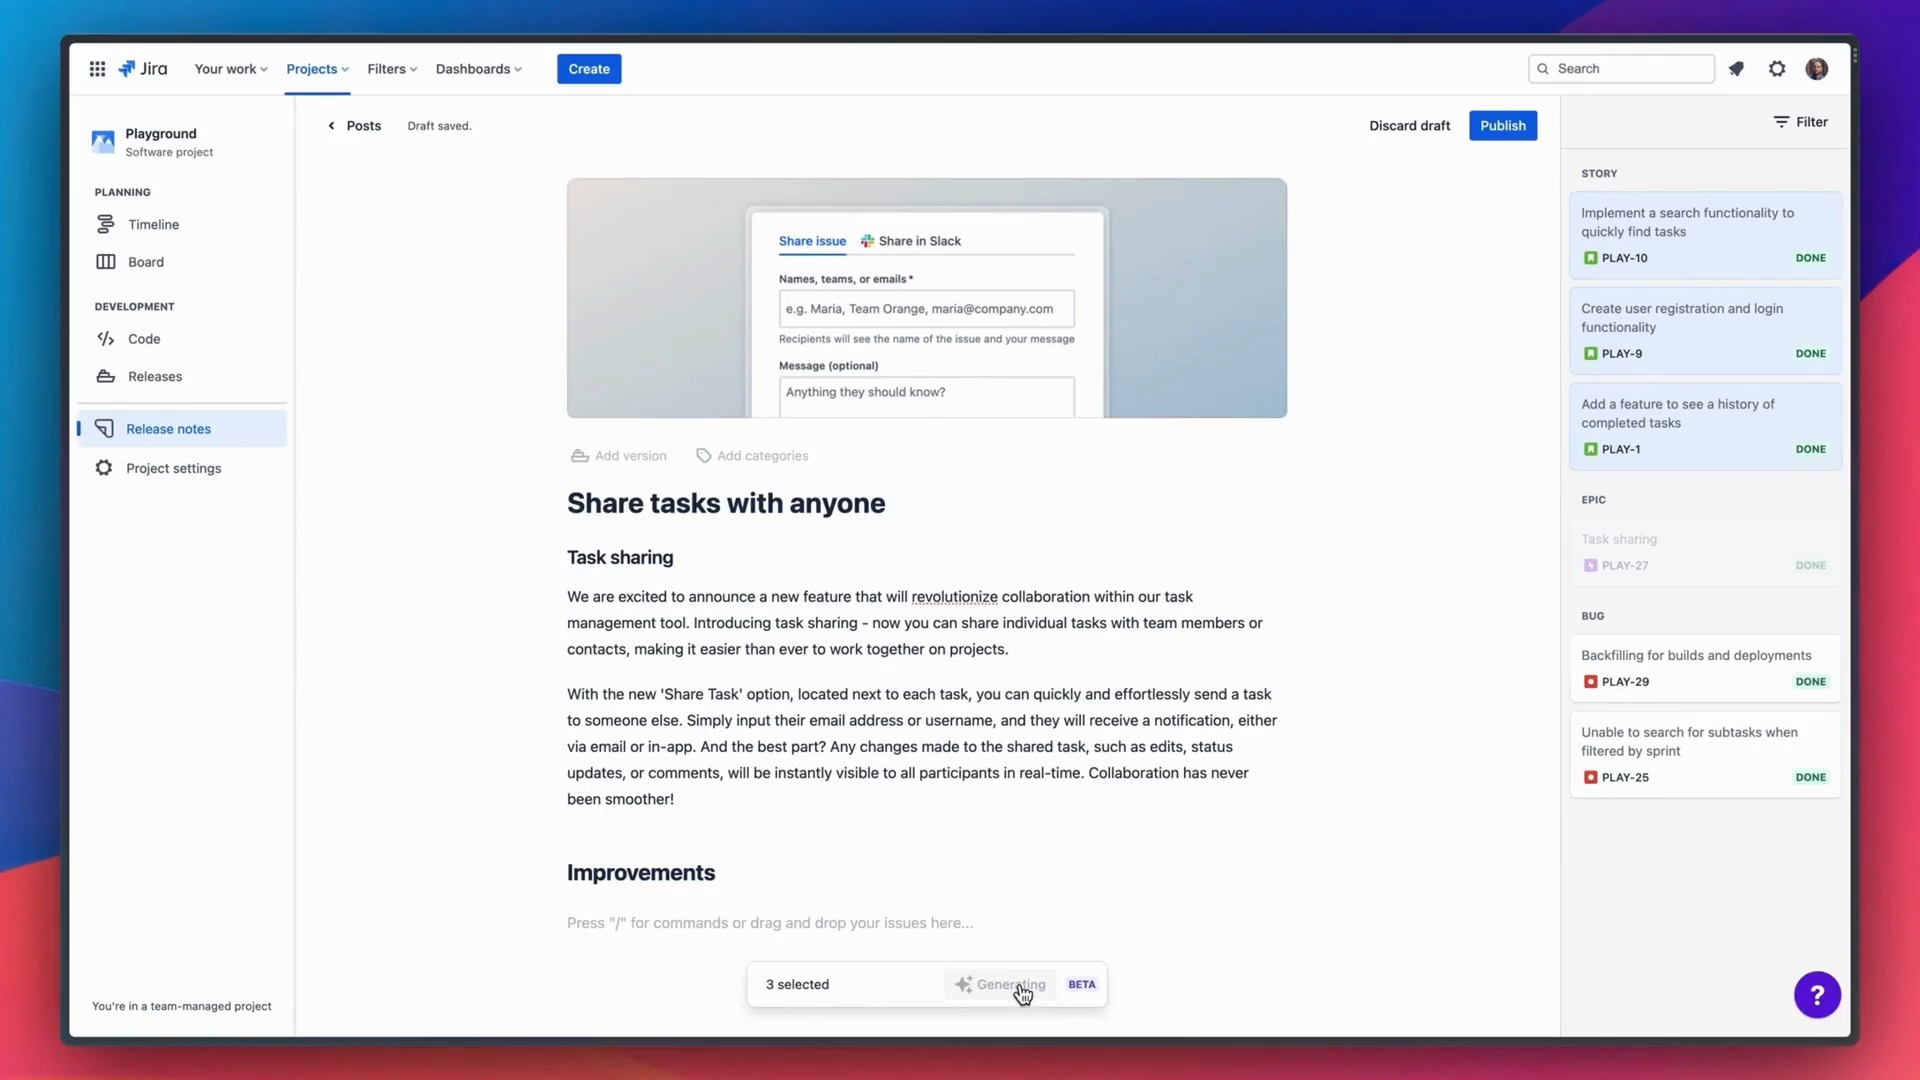 Jira
Your work
Projects
Filters
Dashboards
Create
Search
Playground
Software project
PLANNING
Timeline
Board
DEVELOPMENT
Code
Releases
Release notes
Project settings
You're in a team-managed project
Posts
Draft saved.
Discard draft
Publish
Share issue
Share in Slack
Names, teams, or emails*
e.g. Maria, Team Orange, maria@company.com
Recipients will see the name of the issue and your message
Message (optional)
Anything they should know?
Add version
Add categories
Share tasks with anyone
Task sharing
We are excited to announce a new feature that will revolutionize collaboration within our task
management tool. Introducing task sharing - now you can share individual tasks with team members or
contacts, making it easier than ever to work together on projects.
With the new 'Share Task' option, located next to each task, you can quickly and effortlessly send a task
to someone else. Simply input their email address or username, and they will receive a notification, either
via email or in-app. And the best part? Any changes made to the shared task, such as edits, status
updates, or comments, will be instantly visible to all participants in real-time. Collaboration has never
been smoother!
Improvements
Press "/" for commands or drag and drop your issues here...
3 selected
Generating
BETA
Filter
STORY
Implement a search functionality to
quickly find tasks
PLAY-10
DONE
Create user registration and login
functionality
PLAY-9
DONE
Add a feature to see a history of
completed tasks
PLAY-1
DONE
EPIC
Task sharing
PLAY-27
DONE
BUG
Backfilling for builds and deployments
PLAY-29
DONE
Unable to search for subtasks when
filtered by sprint
PLAY-25
DONE
?